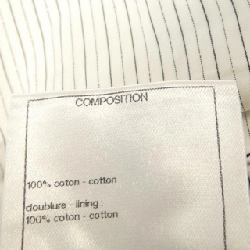 COMPOSITION
100% coton - cotton
doublure - lining :
100% coton - cotton